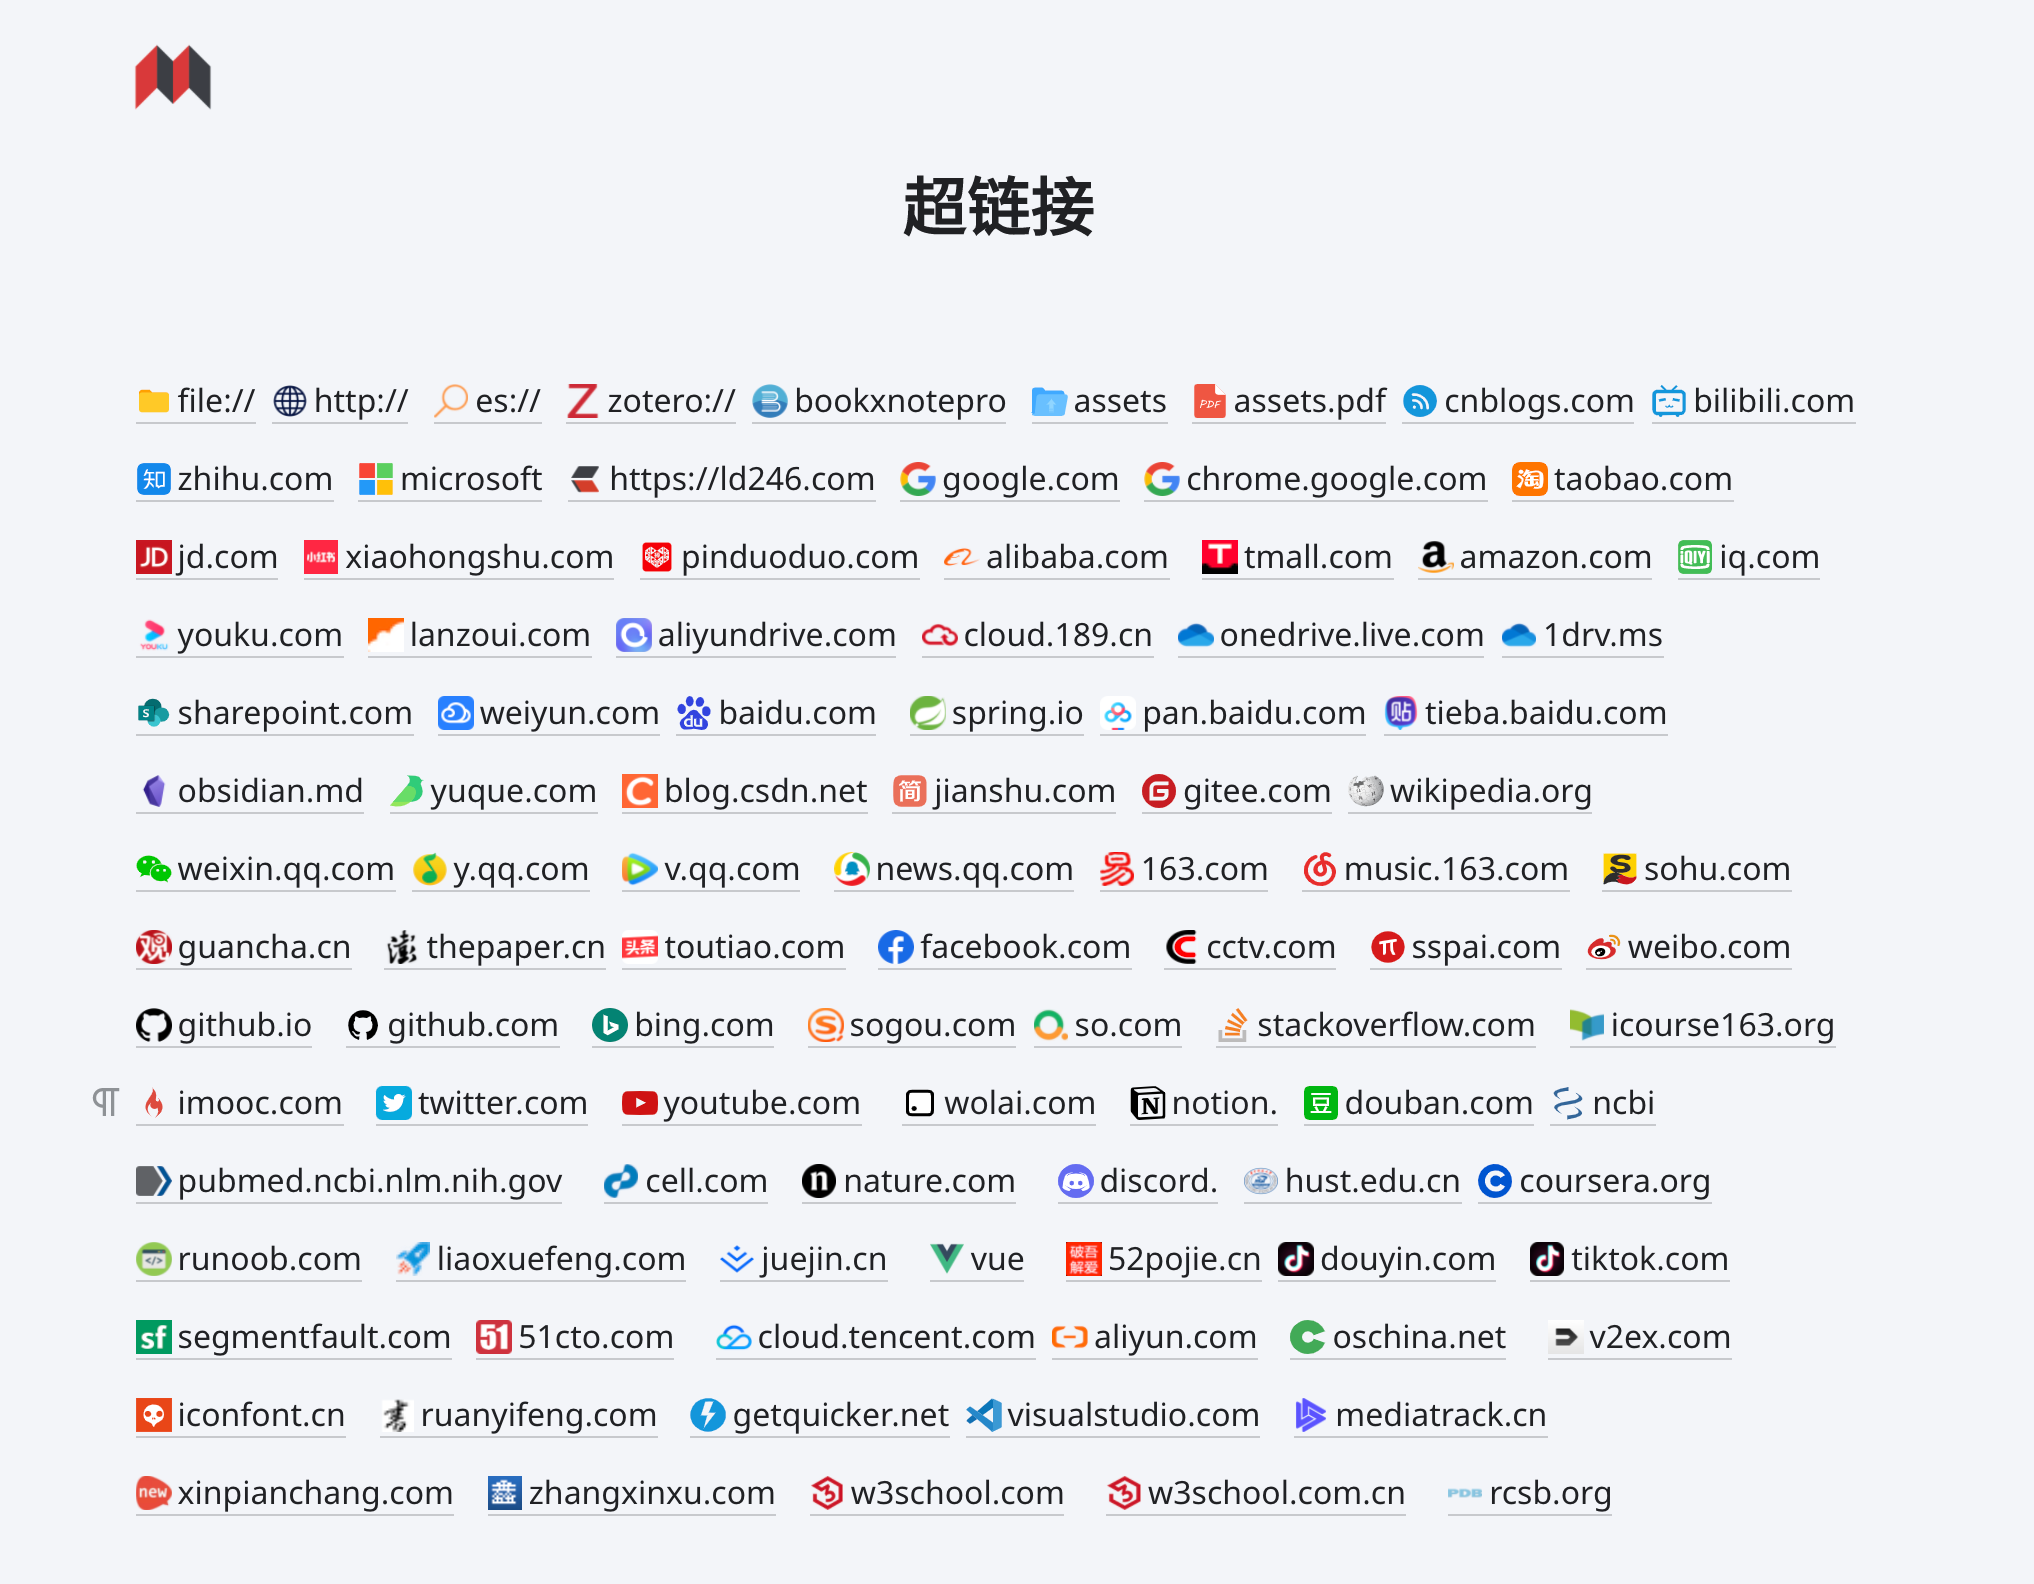 超链接
file:// http:// es:// zotero:// bookxnotepro assets assets.pdf cnblogs.com bilibili.com
zhihu.com microsoft https://ld246.com google.com chrome.google.com taobao.com
jd.com xiaohongshu.com pinduoduo.com alibaba.com tmall.com amazon.com iq.com
youku.com lanzoui.com aliyundrive.com cloud.189.cn onedrive.live.com 1drv.ms
sharepoint.com weiyun.com baidu.com spring.io pan.baidu.com tieba.baidu.com
obsidian.md yuque.com blog.csdn.net jianshu.com gitee.com wikipedia.org
weixin.qq.com y.qq.com v.qq.com news.qq.com 163.com music.163.com sohu.com
guancha.cn thepaper.cn toutiao.com facebook.com cctv.com sspai.com weibo.com
github.io github.com bing.com sogou.com so.com stackoverflow.com icourse163.org
¶ imooc.com twitter.com youtube.com wolai.com notion. douban.com ncbi
pubmed.ncbi.nlm.nih.gov cell.com nature.com discord. hust.edu.cn coursera.org
runoob.com liaoxuefeng.com juejin.cn vue 52pojie.cn douyin.com tiktok.com
segmentfault.com 51cto.com cloud.tencent.com aliyun.com oschina.net v2ex.com
iconfont.cn ruanyifeng.com getquicker.net visualstudio.com mediatrack.cn
xinpianchang.com zhangxinxu.com w3school.com w3school.com.cn rcsb.org